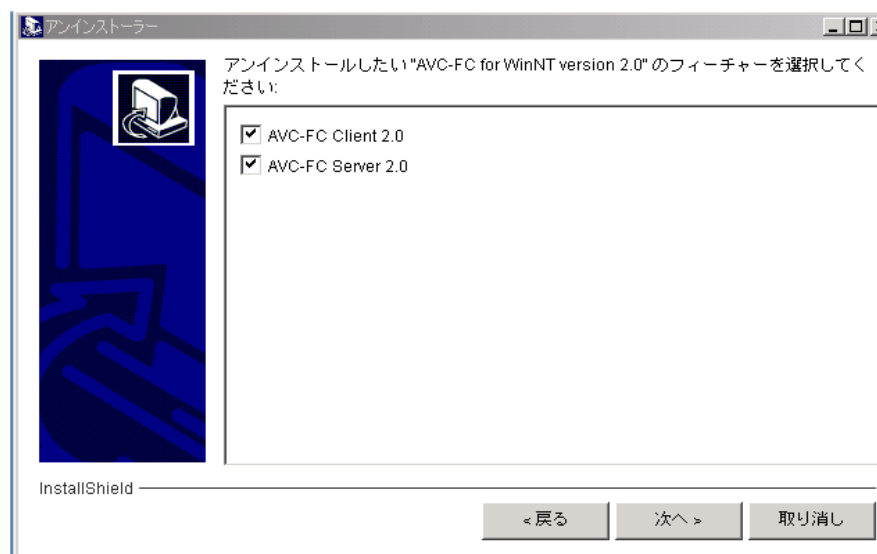 アンインストーラー
アンインストールしたい "AVC-FC for WinNT version 2.0" のフィーチャーを選択してく
ださい:
AVC-FC Client 2.0
AVC-FC Server 2.0
InstallShield
<戻る 次へ > 取り消し